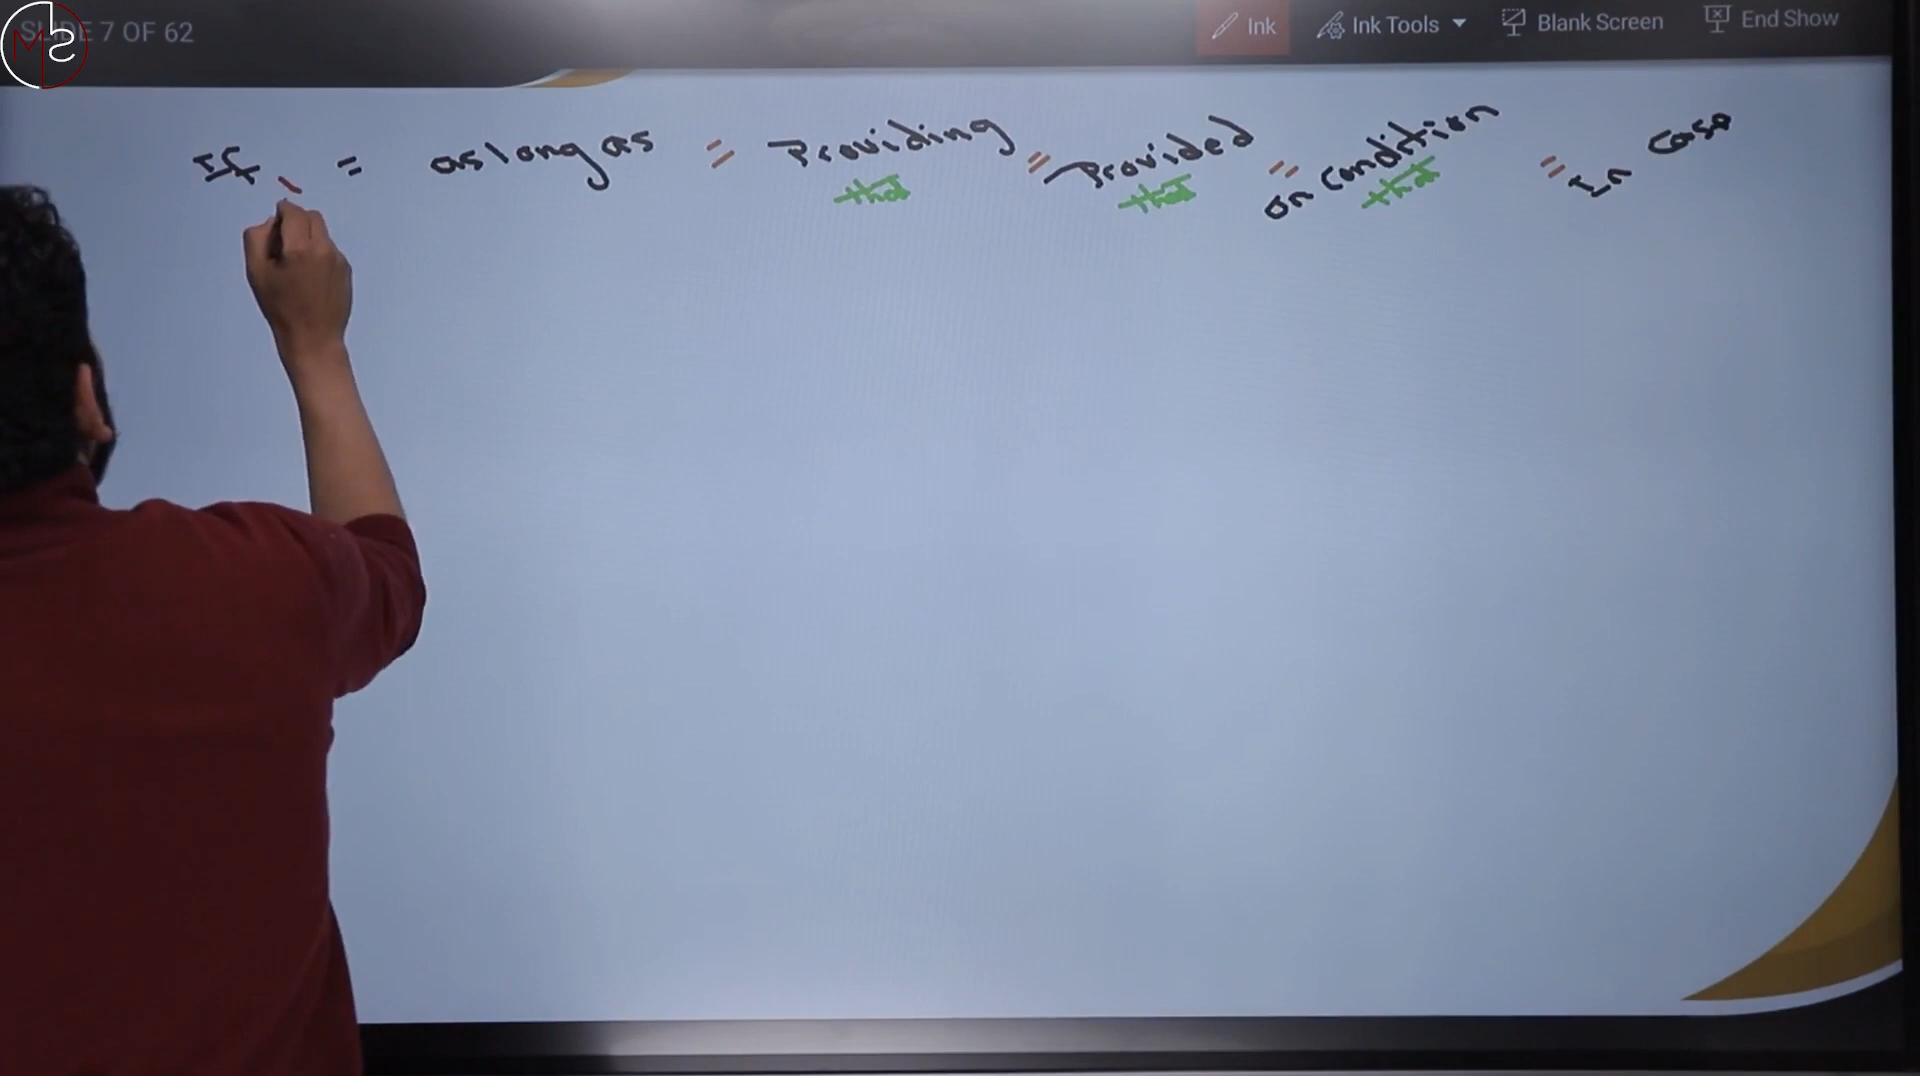 SLIDE 7 OF 62
Ink Ink Tools Blank Screen End Show
If = as long as = Providing = Provided = on condition = In Case
that that that